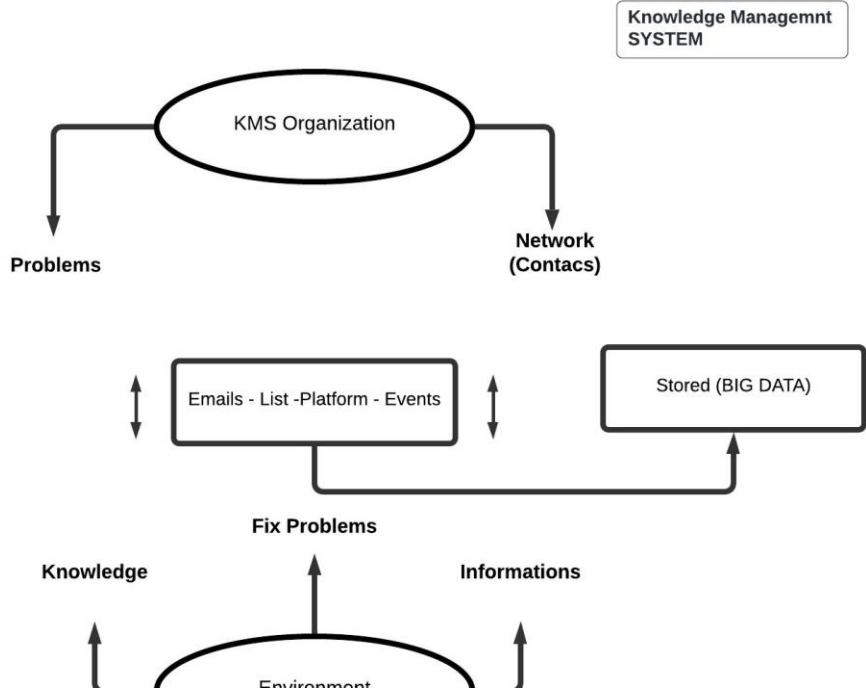 Knowledge Managemnt
SYSTEM
KMS Organization
Problems
Network
(Contacs)
Emails - List -Platform - Events
Stored (BIG DATA)
Fix Problems
Knowledge
Informations
Environment